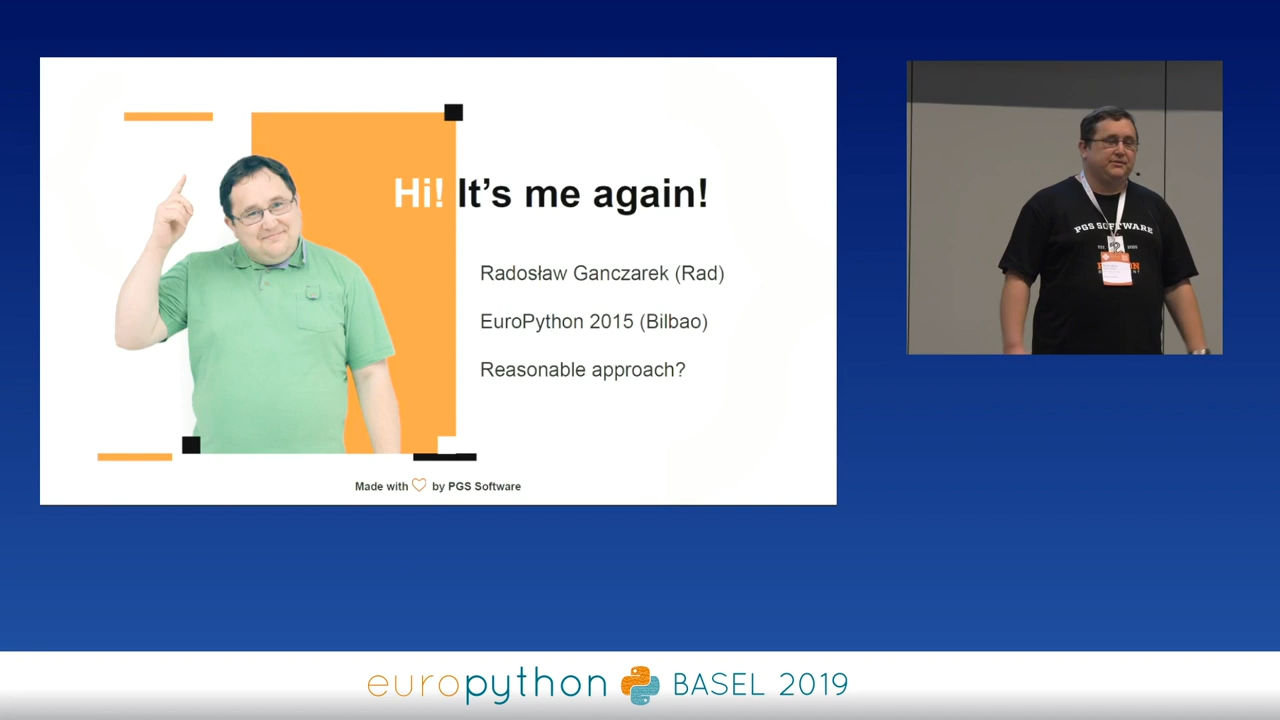 Hi! It's me again!
Radosław Ganczarek (Rad)
EuroPython 2015 (Bilbao)
Reasonable approach?
Made with by PGS Software
PGS SOFTWARE
europython BASEL 2019